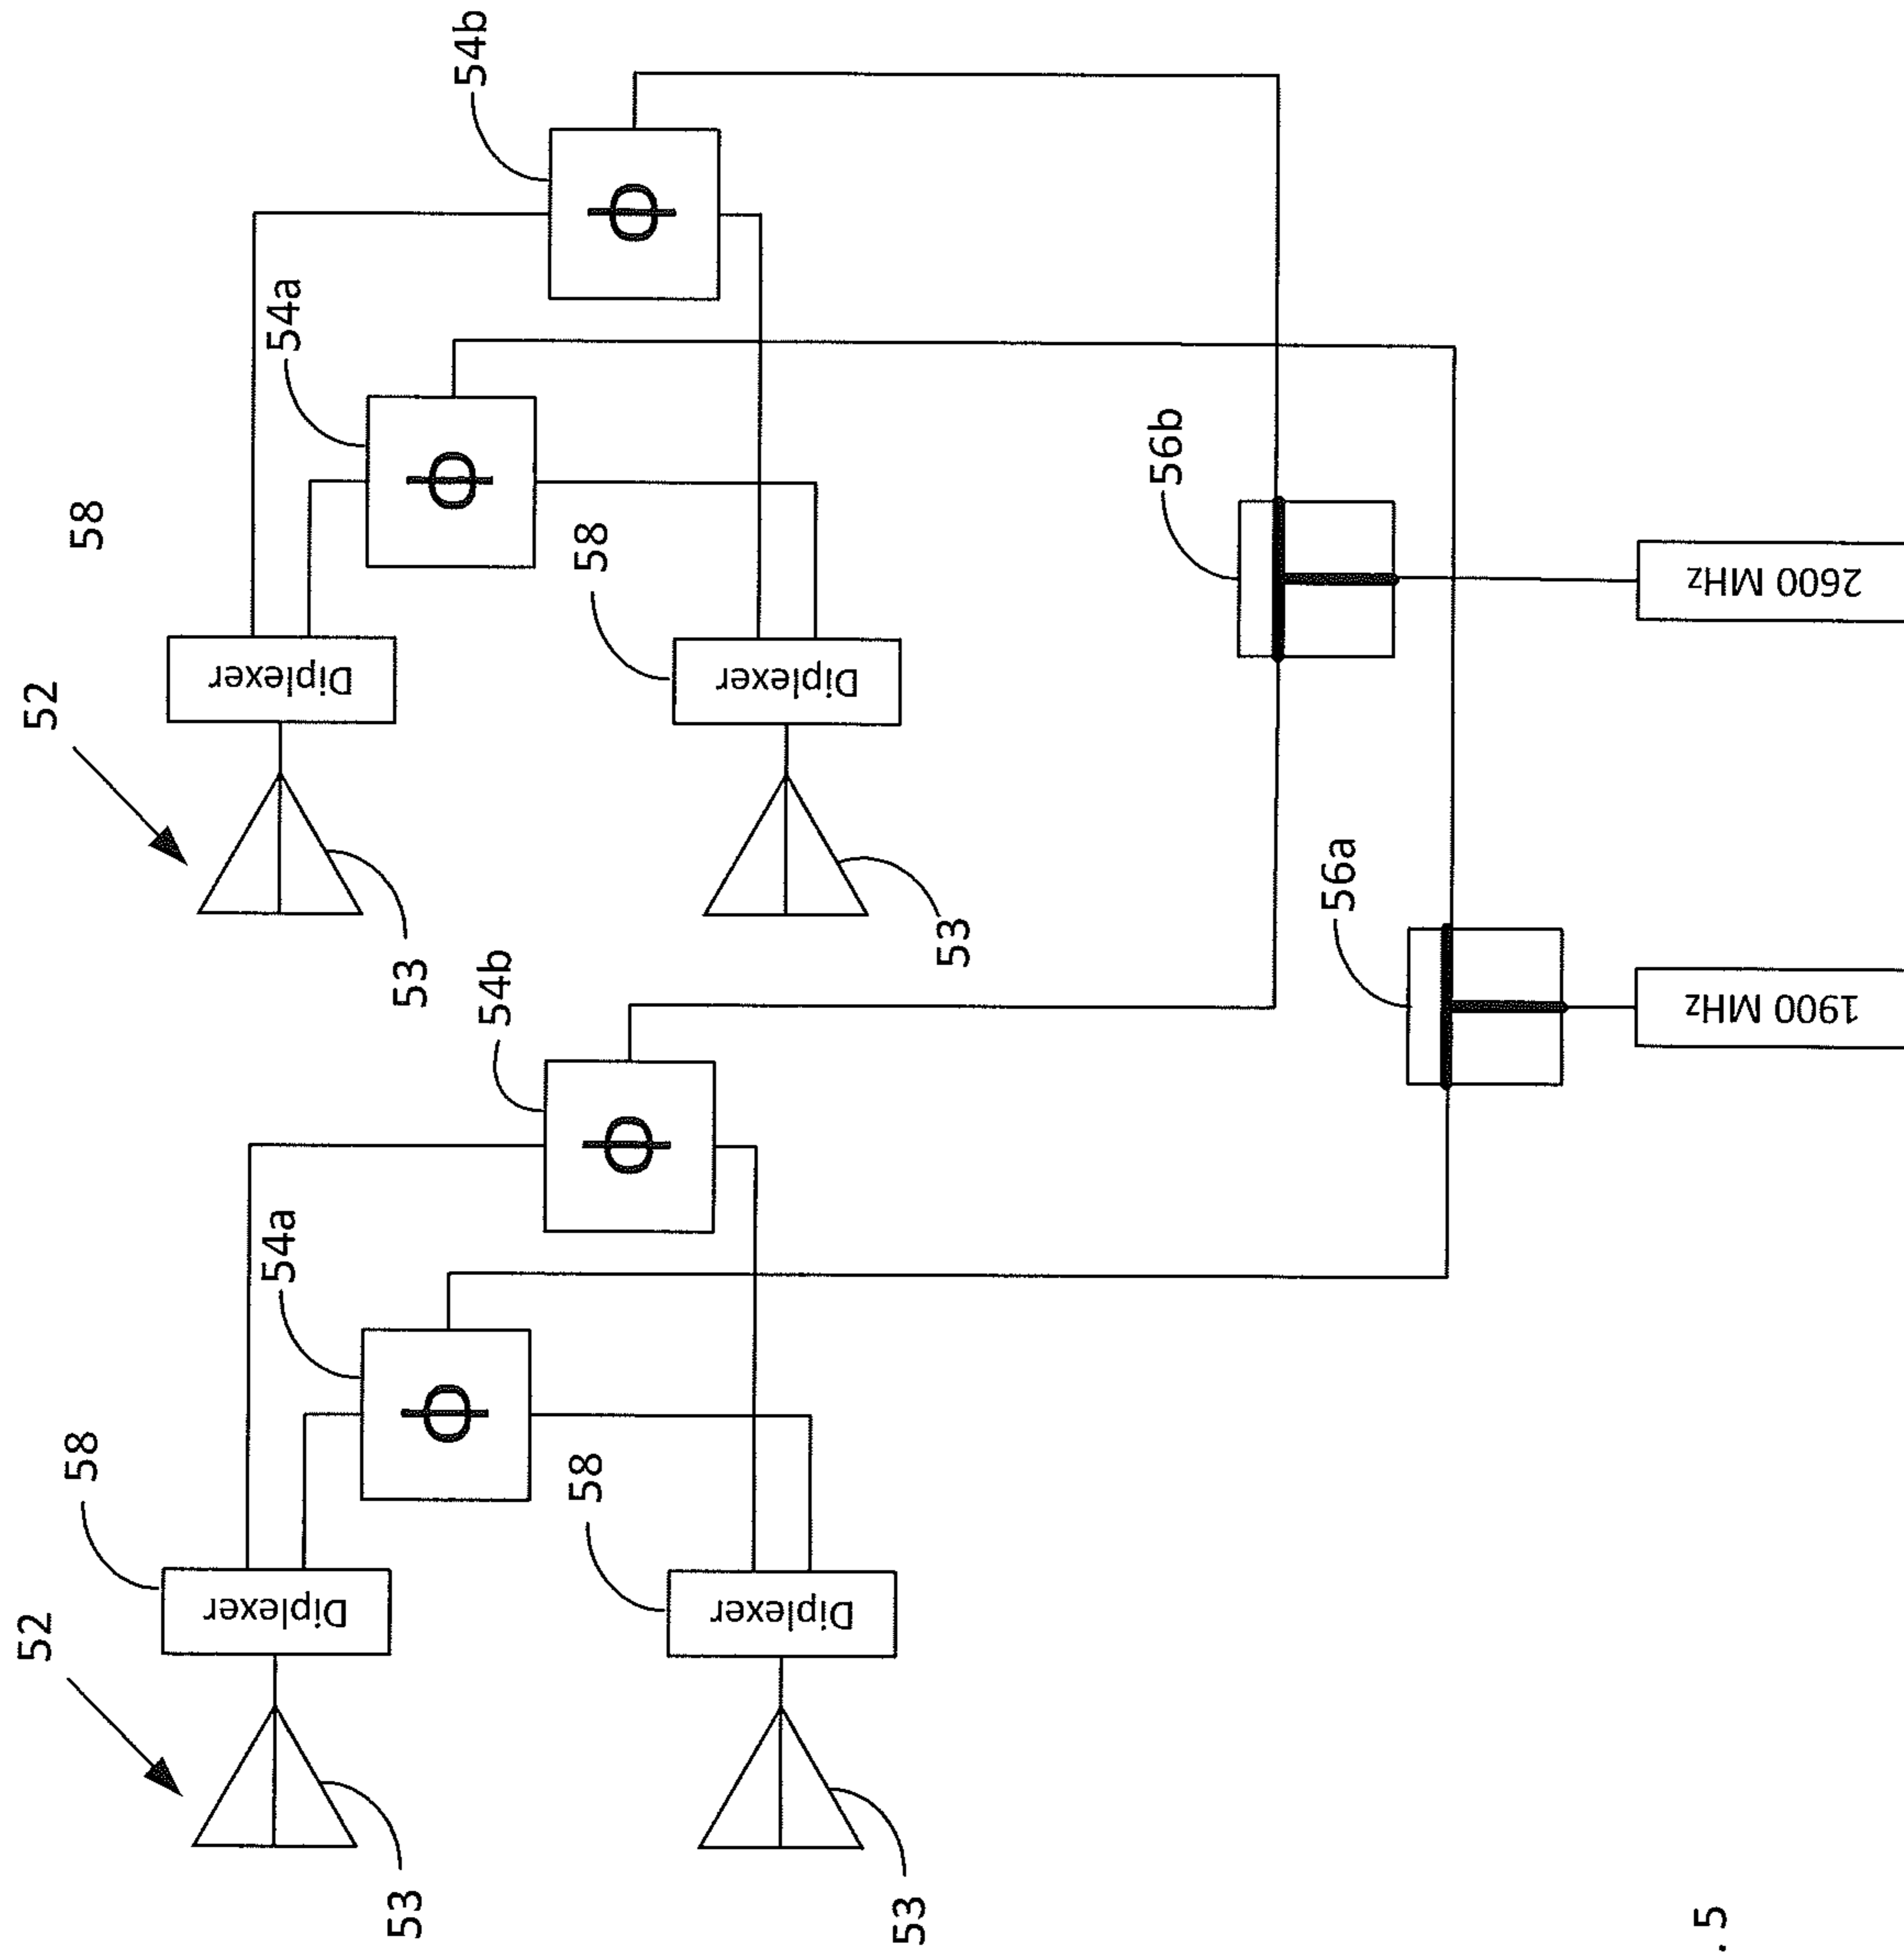 52
58
Diplexer
53
54a
Φ
54b
Φ
58
Diplexer
53
52
58
Diplexer
53
54a
Φ
54b
Φ
58
Diplexer
53
56b
56a
2600 MHz
1900 MHz
. 5